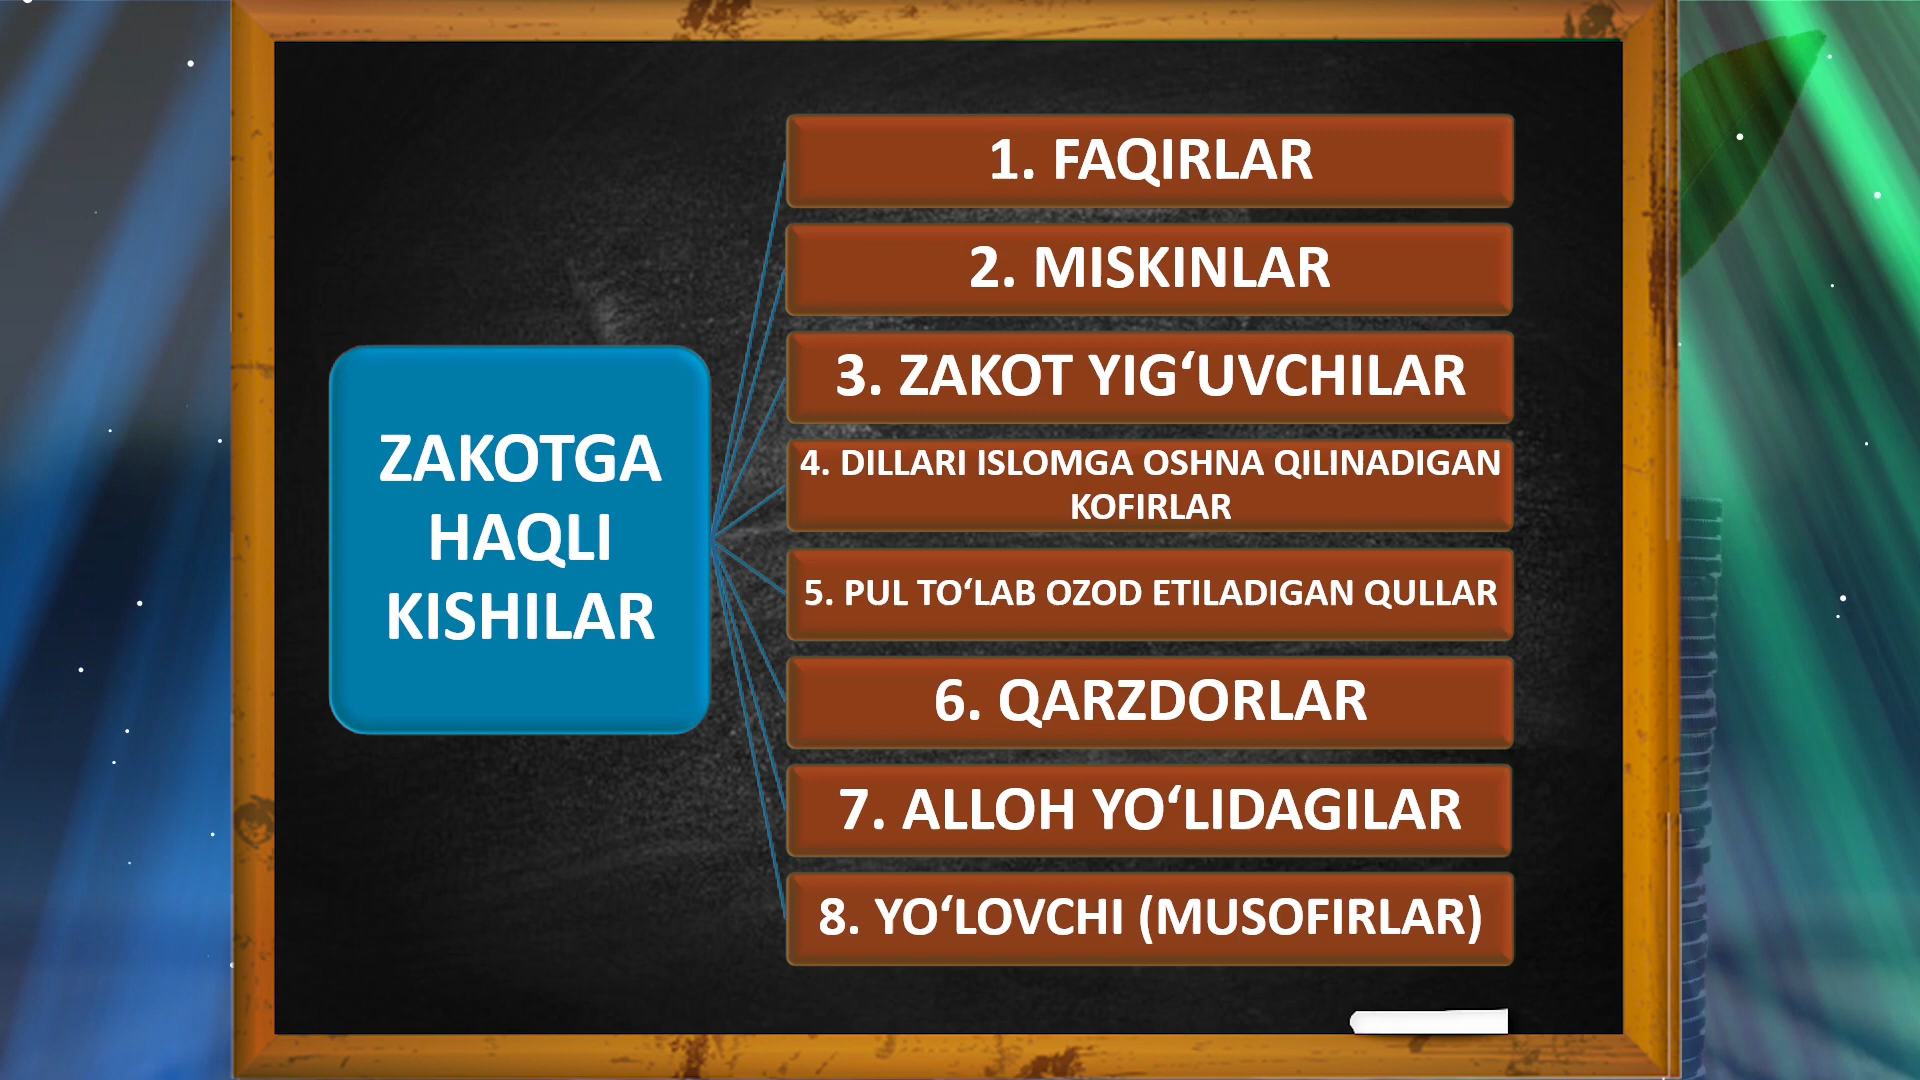 ZAKOTGA
HAQLI
KISHILAR
1. FAQIRLAR
2. MISKINLAR
3. ZAKOT YIG‘UVCHILAR
4. DILLARI ISLOMGA OSHNA QILINADIGAN
KOFIRLAR
5. PUL TO‘LAB OZOD ETILADIGAN QULLAR
6. QARZDORLAR
7. ALLOH YO‘LIDAGILAR
8. YO‘LOVCHI (MUSOFIRLAR)